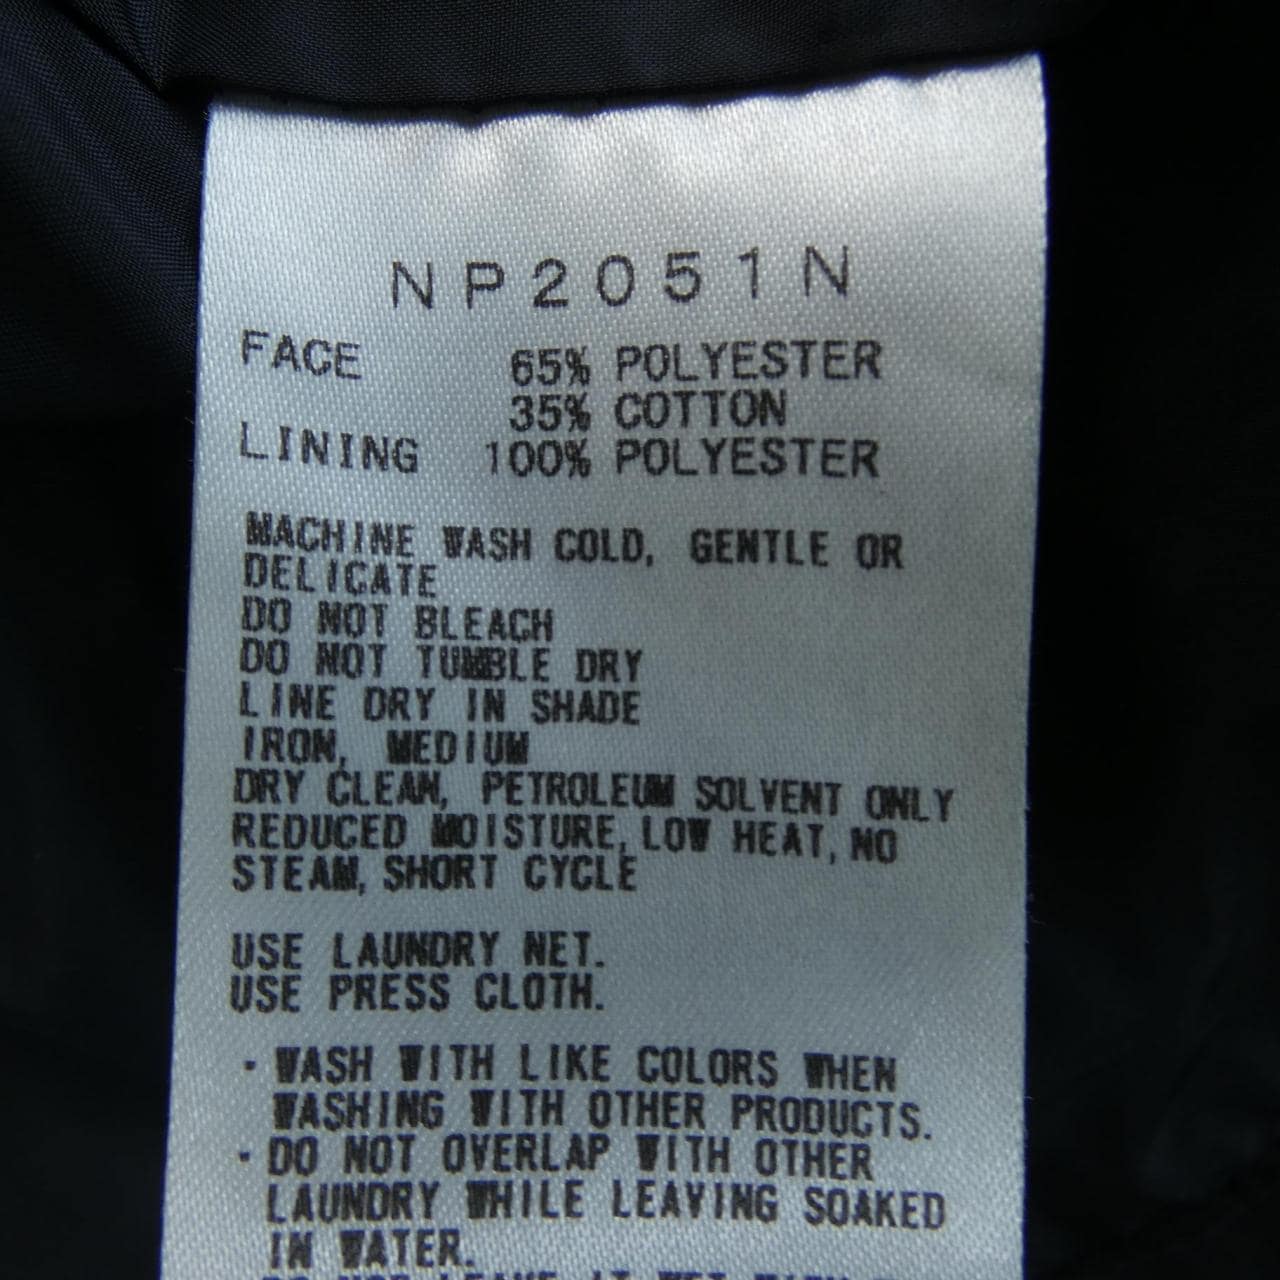 NP2051N
FACE 65% POLYESTER
35% COTTON
LINING 100% POLYESTER
MACHINE WASH COLD, GENTLE OR
DELICATE
DO NOT BLEACH
DO NOT TUMBLE DRY
LINE DRY IN SHADE
IRON, MEDIUM
DRY CLEAN, PETROLEUM SOLVENT ONLY
REDUCED MOISTURE, LOW HEAT, NO
STEAM, SHORT CYCLE
USE LAUNDRY NET.
USE PRESS CLOTH.
・WASH WITH LIKE COLORS WHEN
WASHING WITH OTHER PRODUCTS.
・DO NOT OVERLAP WITH OTHER
LAUNDRY WHILE LEAVING SOAKED
IN WATER.